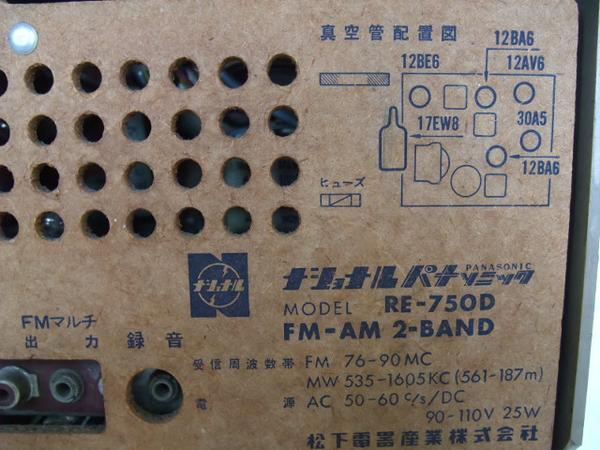 真空管配置図
12BA6
12BE6
12AV6
17EW8
30A5
12BA6
ヒューズ
ナショナル
ナショナル パナソニック
PANASONIC
MODEL RE-750D
FM-AM 2-BAND
FMマルチ
出力
録音
受信周波数帯 FM 76-90MC
MW 535-1605KC (561-187m)
電源 AC 50-60 c/s/DC
90-110V 25W
松下電器産業株式会社